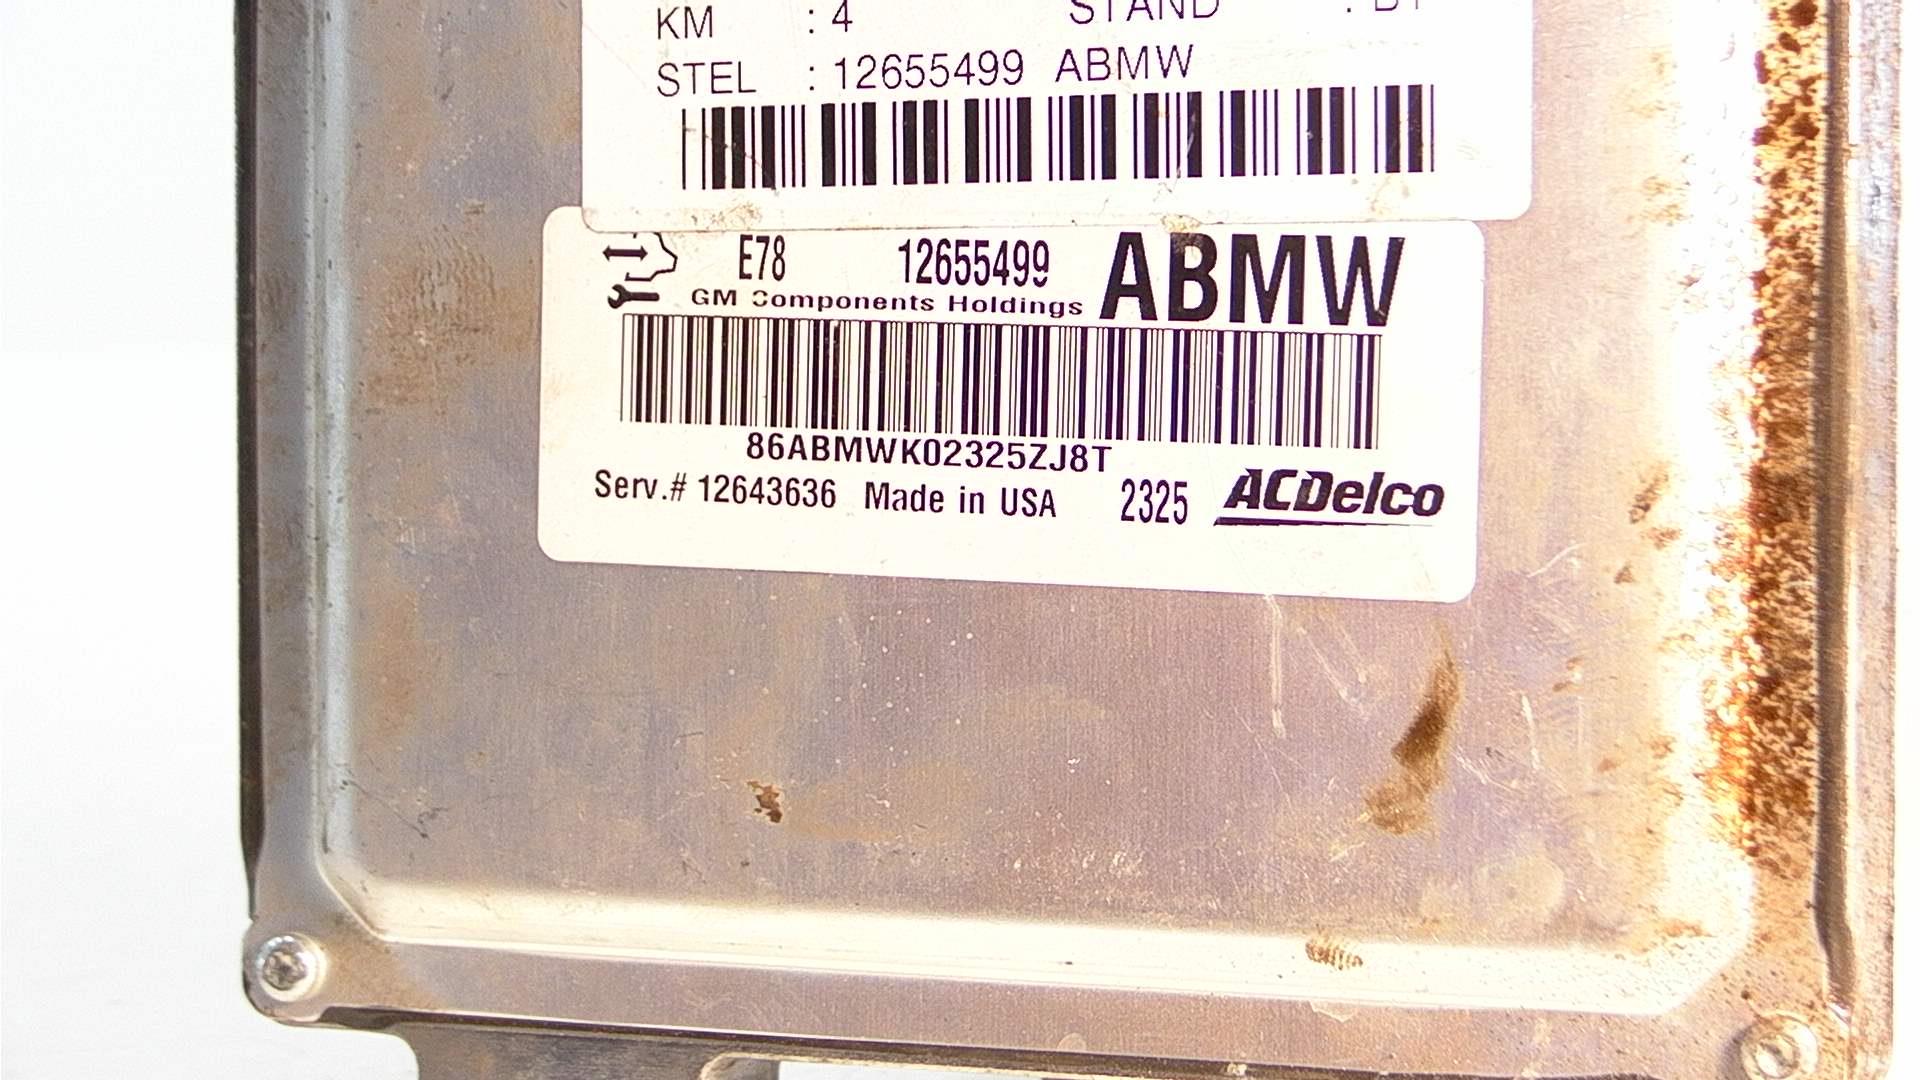 KM : 4 STAND :
STEL : 12655499 ABMW
E78 12655499 ABMW
GM Components Holdings
86ABMWK02325ZJ8T
Serv.# 12643636 Made in USA 2325 ACDelco